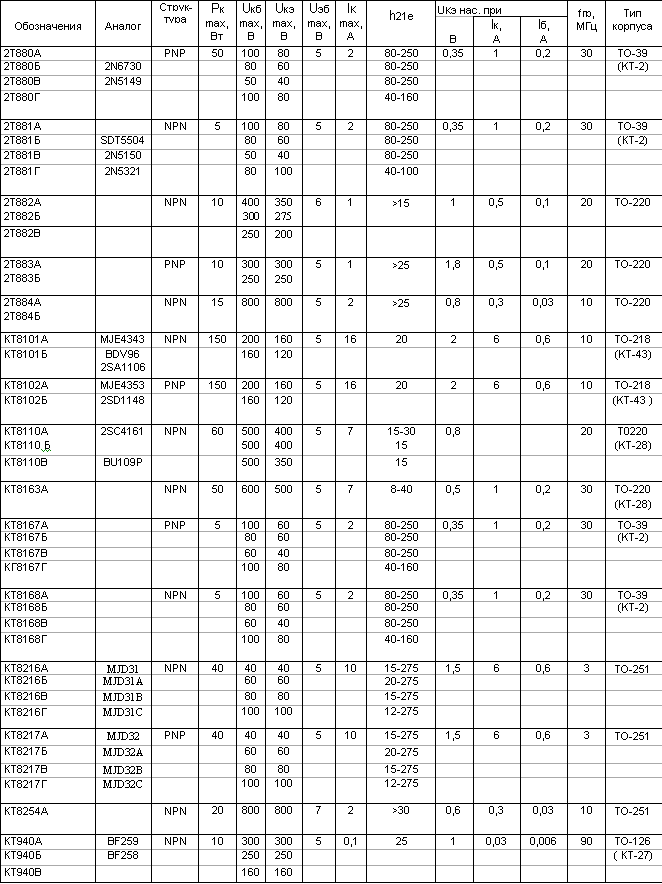 Обозначения Аналог Струк-тура Рк max, Вт Uкб max, В Uкэ max, В Uэб max, В Iк max, А h21e Uкэ нас. при В Iк, А Iб, А fгр, МГц Тип корпуса
2Т880А PNP 50 100 80 5 2 80-250 0,35 1 0,2 30 ТО-39
2Т880Б 2N6730 80 60 80-250 (КТ-2)
2Т880В 2N5149 50 40 80-250
2Т880Г 100 80 40-160
2Т881А NPN 5 100 80 5 2 80-250 0,35 1 0,2 30 ТО-39
2Т881Б SDT5504 80 60 80-250 (КТ-2)
2Т881В 2N5150 50 40 80-250
2Т881Г 2N5321 80 100 40-100
2Т882А NPN 10 400 350 6 1 >15 1 0,5 0,1 20 ТО-220
2Т882Б 300 275
2Т882В 250 200
2Т883А PNP 10 300 300 5 1 >25 1,8 0,5 0,1 20 ТО-220
2Т883Б 250 250
2Т884А NPN 15 800 800 5 2 >25 0,8 0,3 0,03 10 ТО-220
2Т884Б
КТ8101А MJE4343 NPN 150 200 160 5 16 20 2 6 0,6 10 ТО-218
КТ8101Б BDV96 160 120 (КТ-43)
2SA1106
КТ8102А MJE4353 PNP 150 200 160 5 16 20 2 6 0,6 10 ТО-218
КТ8102Б 2SD1148 160 120 (КТ-43 )
КТ8110А 2SC4161 NPN 60 500 400 5 7 15-30 0,8 20 Т0220
КТ8110 Б 500 400 15 (КТ-28)
КТ8110В BU109P 500 350 15
КТ8163А NPN 50 600 500 5 7 8-40 0,5 1 0,2 30 ТО-220
(КТ-28)
КТ8167А PNP 5 100 60 5 2 80-250 0,35 1 0,2 30 ТО-39
КТ8167Б 80 60 80-250 (КТ-2)
КТ8167В 60 40 80-250
КГ8167Г 100 80 40-160
КТ8168А NPN 5 100 60 5 2 80-250 0,35 1 0,2 30 ТО-39
КТ8168Б 80 60 80-250 (КТ-2)
КТ8168В 60 40 80-250
КТ8168Г 100 80 40-160
КТ8216А MJD31 NPN 40 40 40 5 10 15-275 1,5 6 0,6 3 ТО-251
КТ8216Б MJD31A 60 60 20-275
КТ8216В MJD31B 80 80 15-275
КТ8216Г MJD31C 100 100 12-275
КТ8217А MJD32 PNP 40 40 40 5 10 15-275 1,5 6 0,6 3 ТО-251
КТ8217Б MJD32A 60 60 20-275
КТ8217В MJD32B 80 80 15-275
КТ8217Г MJD32C 100 100 12-275
КТ8254А NPN 20 800 800 7 2 >30 0,6 0,3 0,03 10 ТО-251
КТ940А BF259 NPN 10 300 300 5 0,1 25 1 0,03 0,006 90 ТО-126
КТ940Б BF258 250 250 ( КТ-27)
КТ940В 160 160